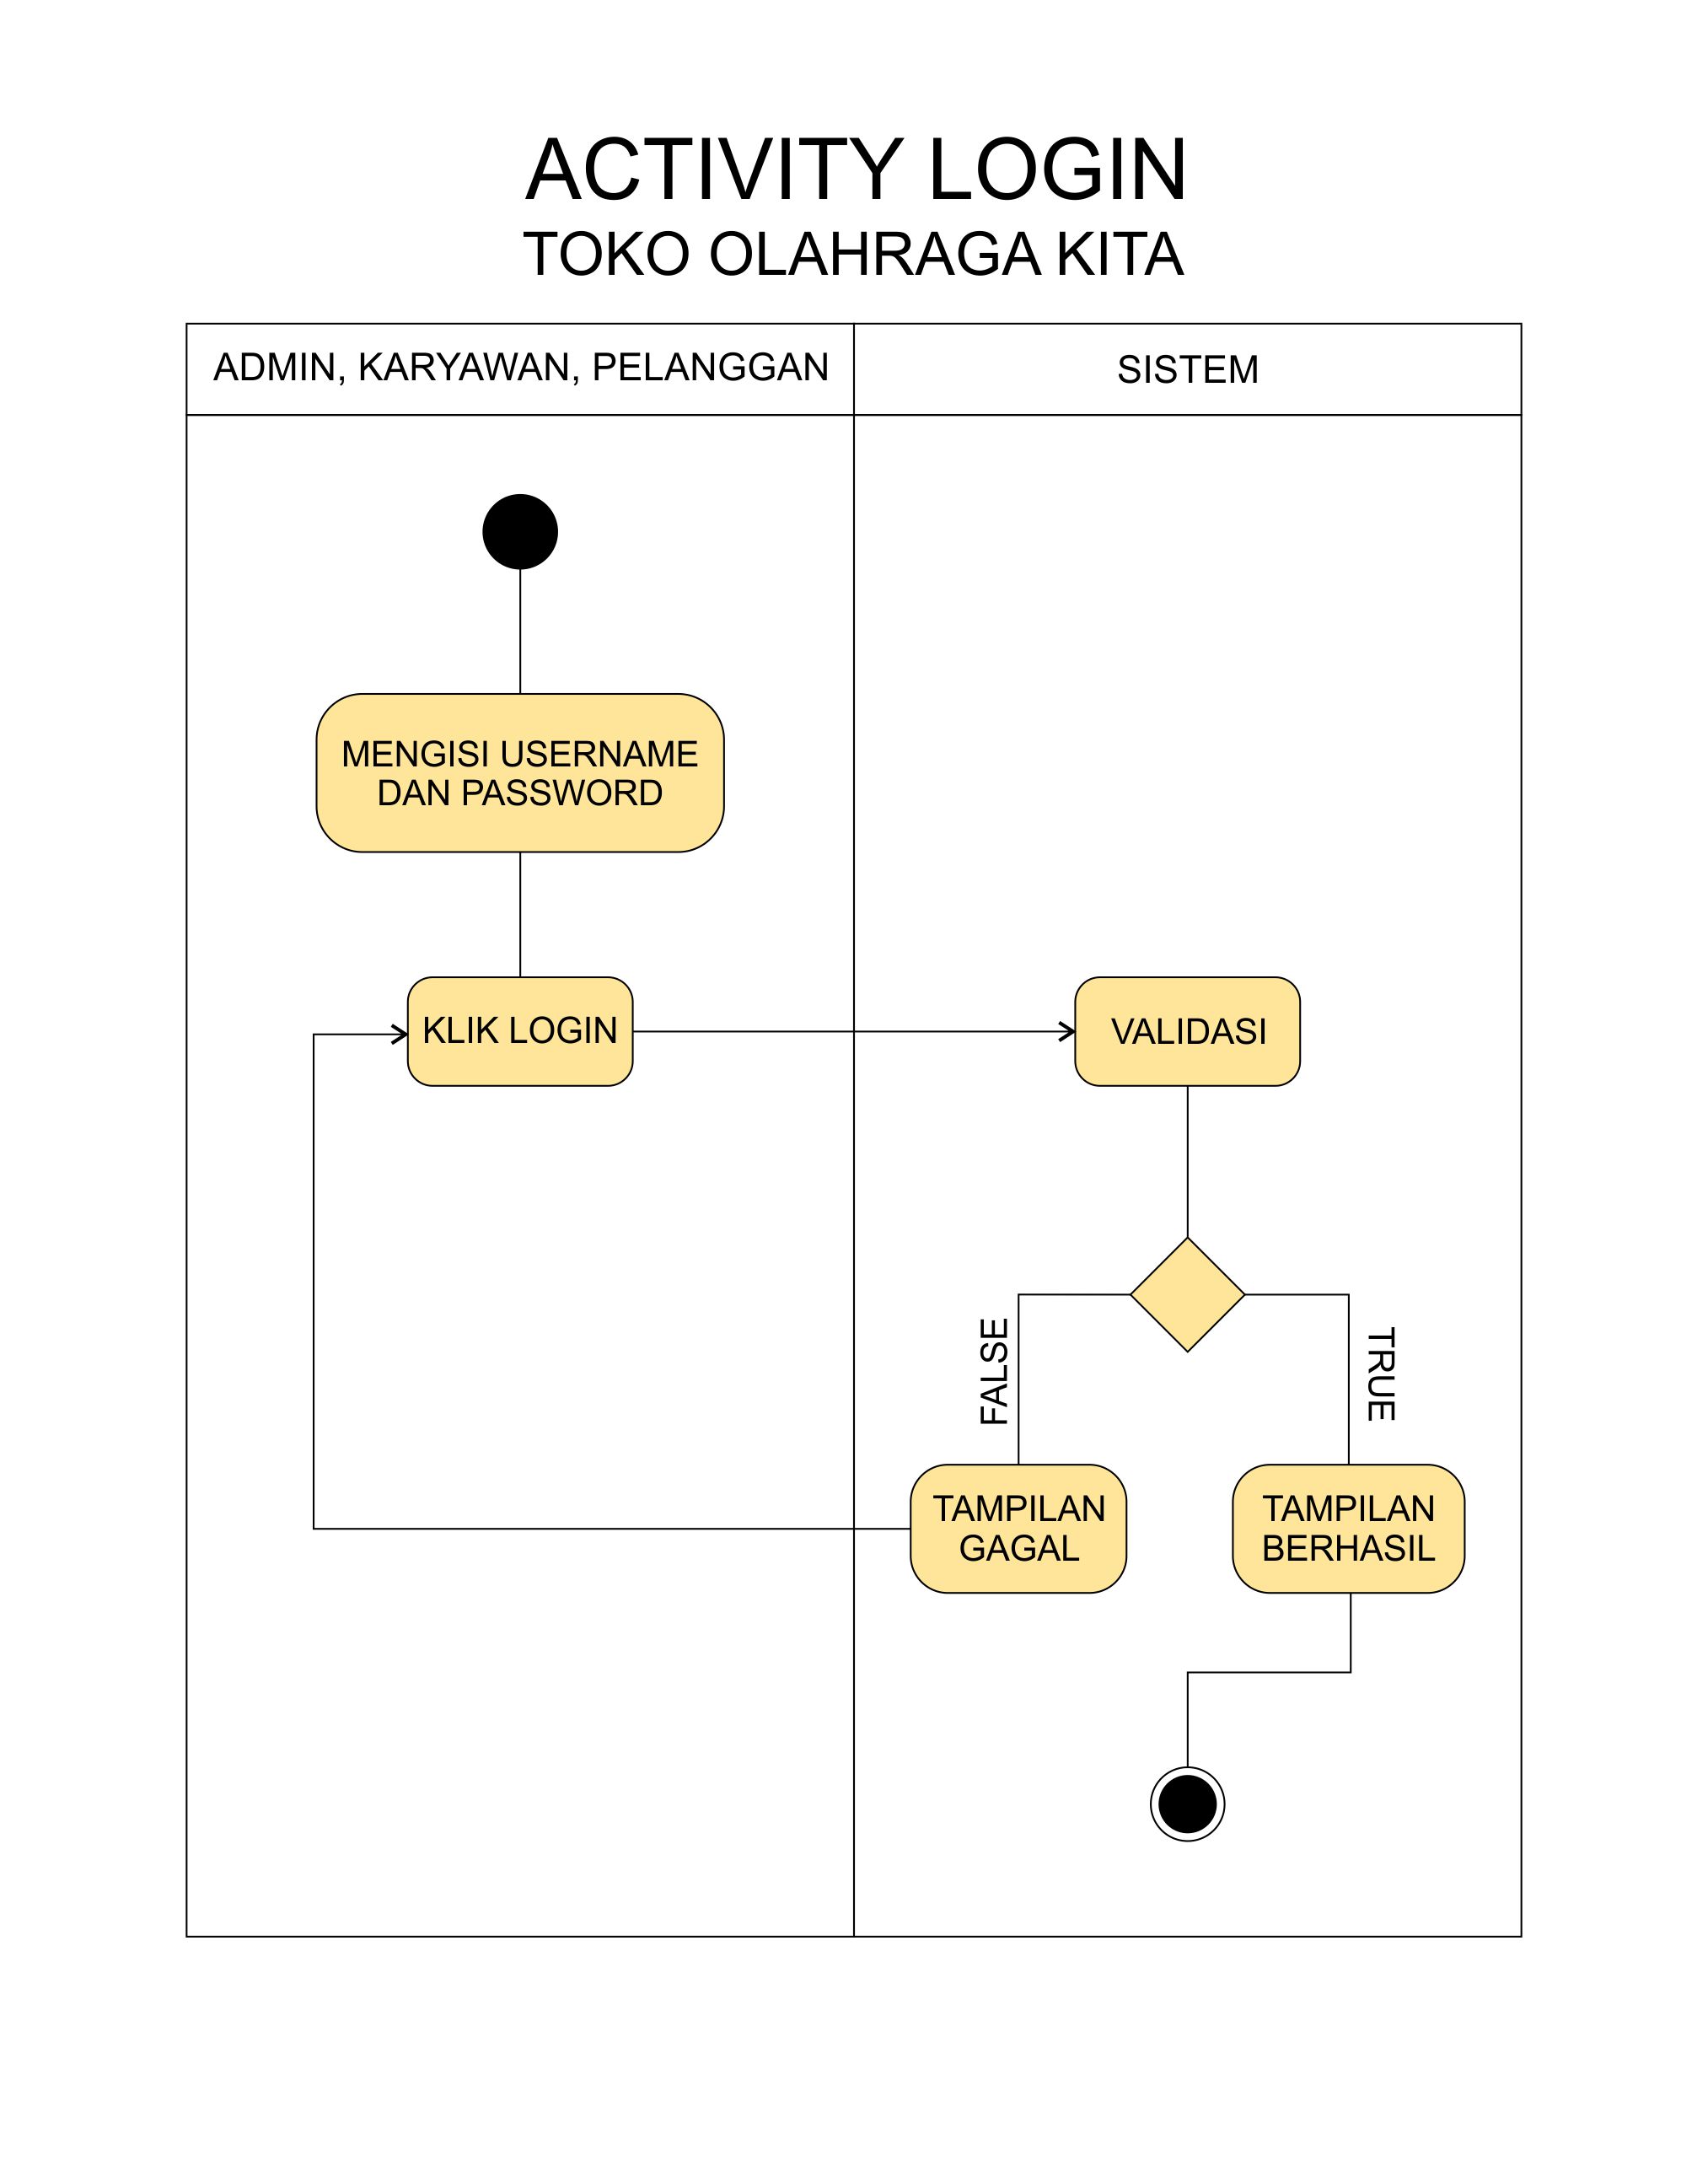 ACTIVITY LOGIN
TOKO OLAHRAGA KITA
ADMIN, KARYAWAN, PELANGGAN
SISTEM
MENGISI USERNAME
DAN PASSWORD
KLIK LOGIN
VALIDASI
FALSE
TRUE
TAMPILAN
GAGAL
TAMPILAN
BERHASIL